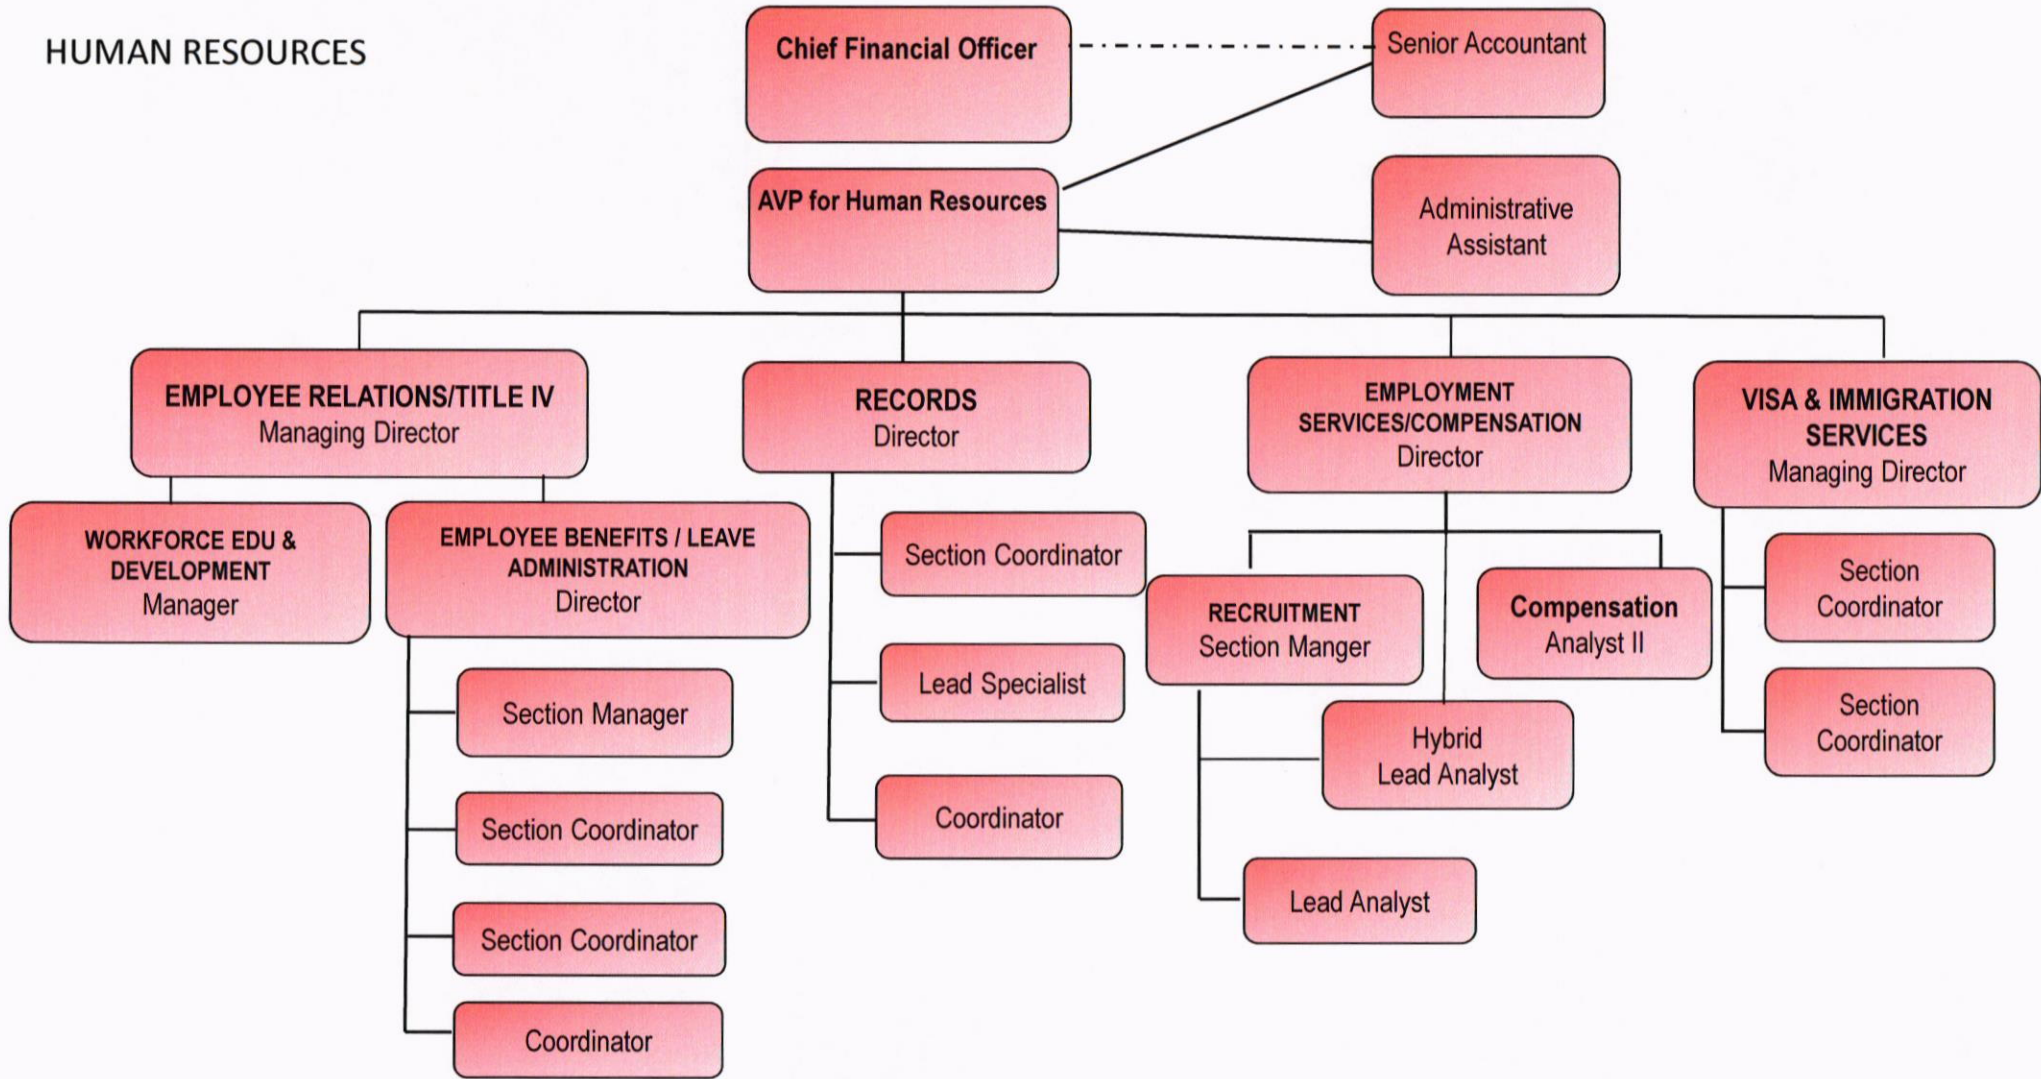 HUMAN RESOURCES
Chief Financial Officer
Senior Accountant
AVP for Human Resources
Administrative
Assistant
EMPLOYEE RELATIONS/TITLE IV
Managing Director
RECORDS
Director
EMPLOYMENT
SERVICES/COMPENSATION
Director
VISA & IMMIGRATION
SERVICES
Managing Director
WORKFORCE EDU &
DEVELOPMENT
Manager
EMPLOYEE BENEFITS / LEAVE
ADMINISTRATION
Director
Section Manager
Section Coordinator
Section Coordinator
Coordinator
Section Coordinator
Lead Specialist
Coordinator
RECRUITMENT
Section Manger
Compensation
Analyst II
Hybrid
Lead Analyst
Lead Analyst
Section
Coordinator
Section
Coordinator